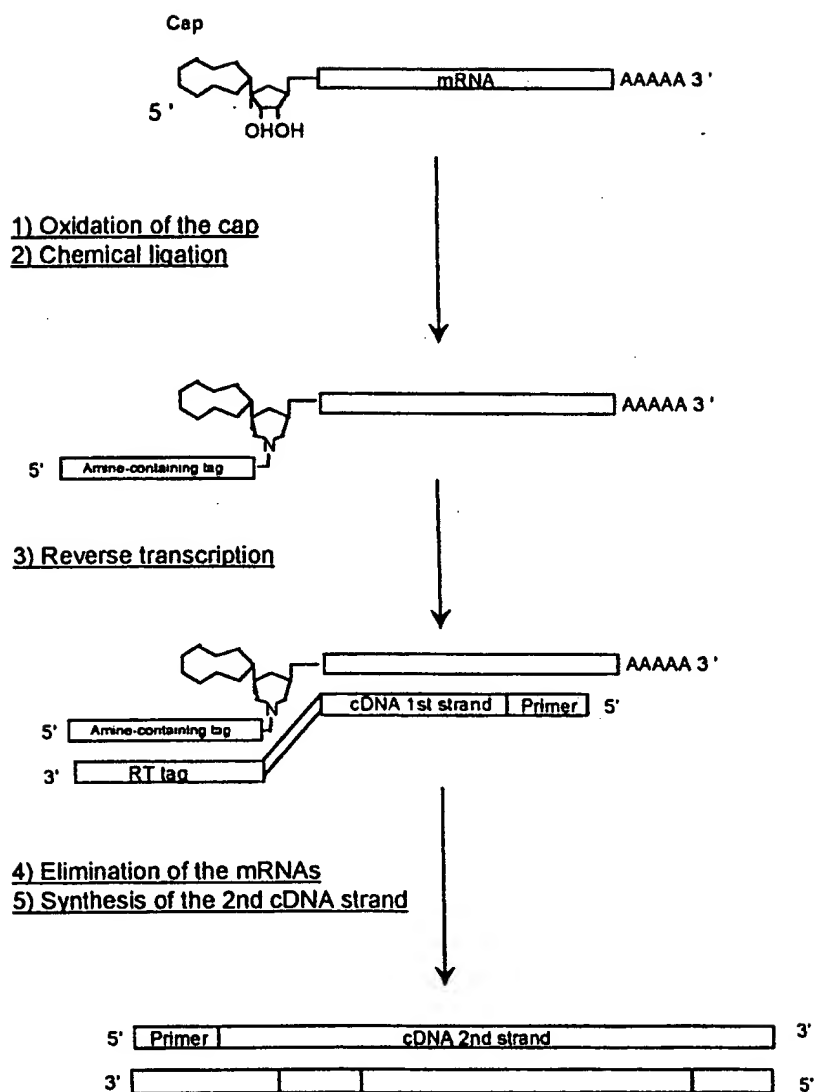 Cap
mRNA AAAAA 3 '
5 '
OHOH
1) Oxidation of the cap
2) Chemical ligation
AAAAA 3 '
N
5' Amine-containing tag
3) Reverse transcription
AAAAA 3 '
N
cDNA 1st strand Primer 5'
5' Amine-containing tag
3' RT tag
4) Elimination of the mRNAs
5) Synthesis of the 2nd cDNA strand
5' Primer cDNA 2nd strand 3'
3' 5'